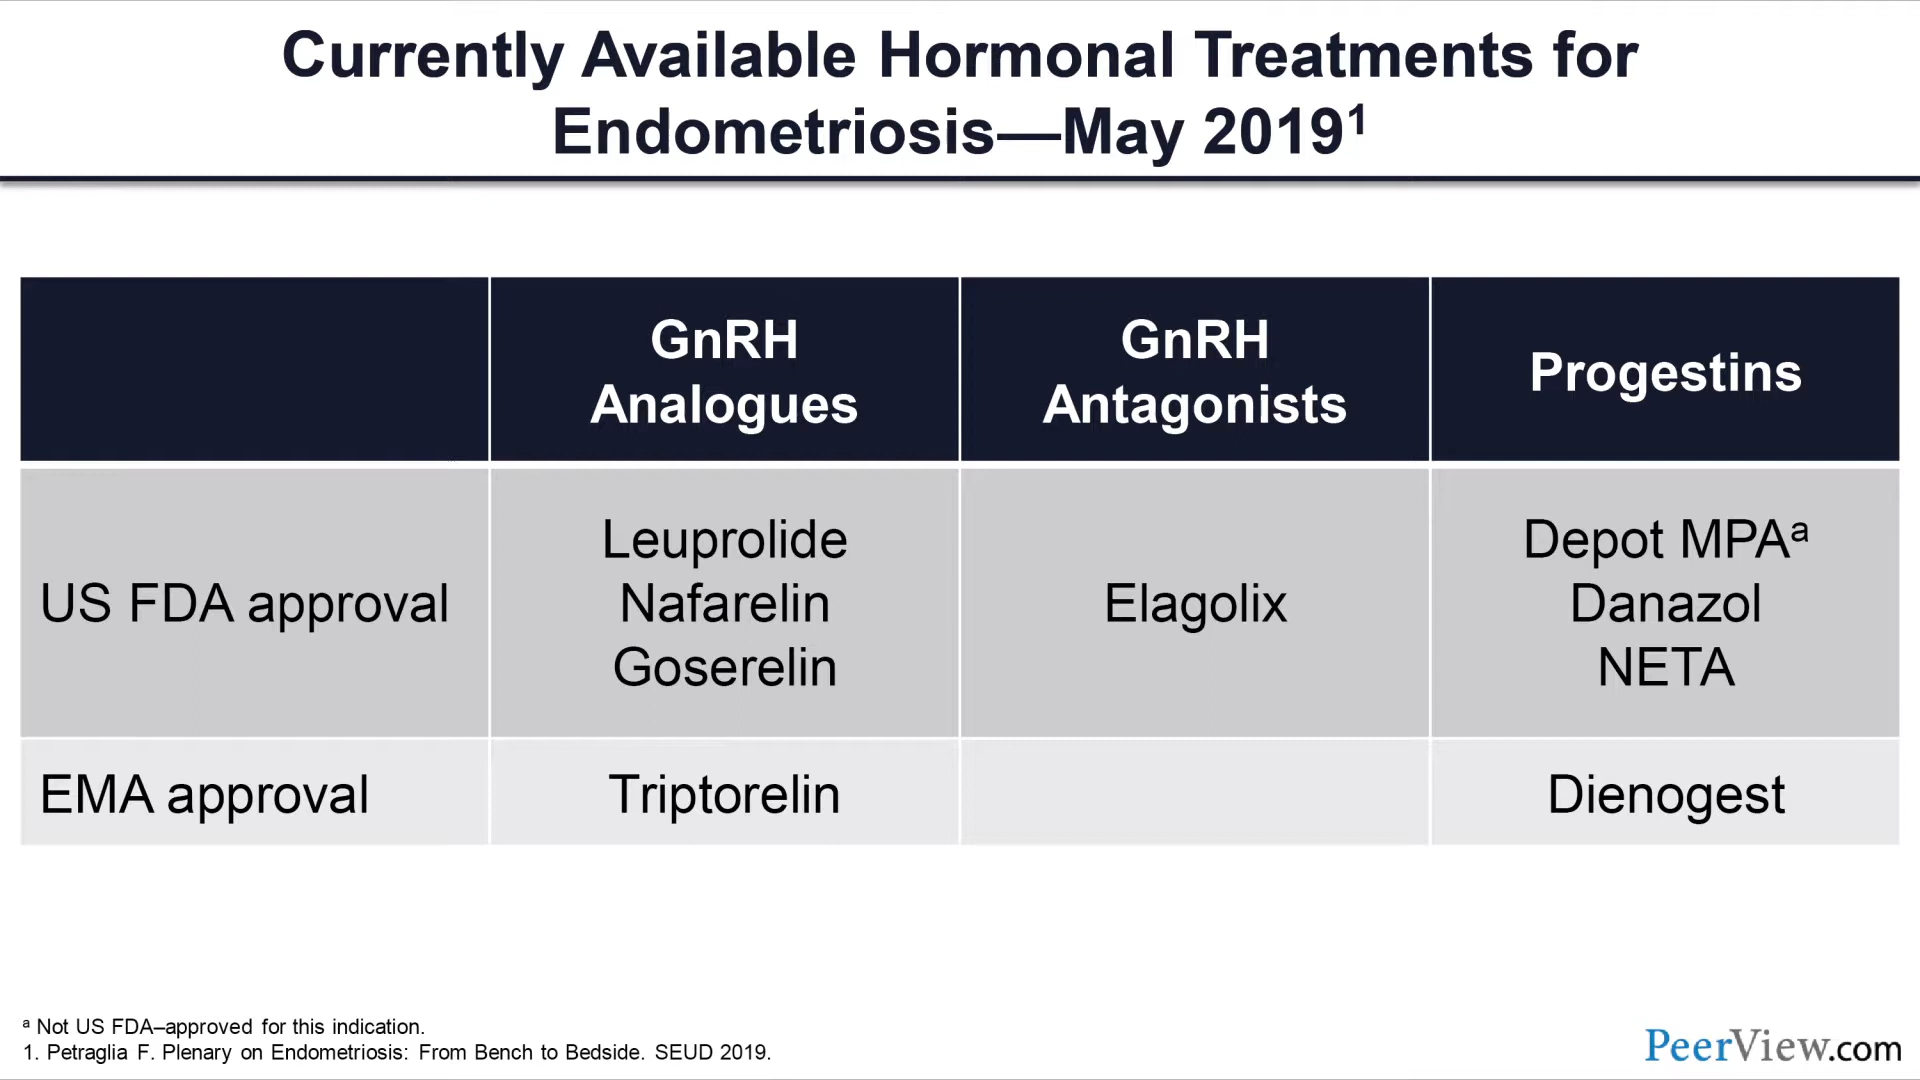 Currently Available Hormonal Treatments for
Endometriosis—May 2019¹
GnRH
Analogues
GnRH
Antagonists
Progestins
US FDA approval
Leuprolide
Nafarelin
Goserelin
Elagolix
Depot MPAᵃ
Danazol
NETA
EMA approval
Triptorelin
Dienogest
ᵃ Not US FDA–approved for this indication.
1. Petraglia F. Plenary on Endometriosis: From Bench to Bedside. SEUD 2019.
PeerView.com